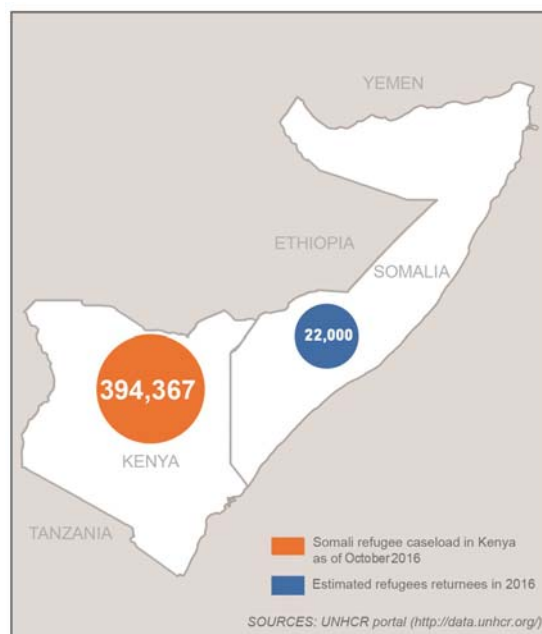 YEMEN
ETHIOPIA
SOMALIA
22,000
394,367
KENYA
TANZANIA
Somali refugee caseload in Kenya
as of October 2016
Estimated refugees returnees in 2016
SOURCES: UNHCR portal (http://data.unhcr.org/)